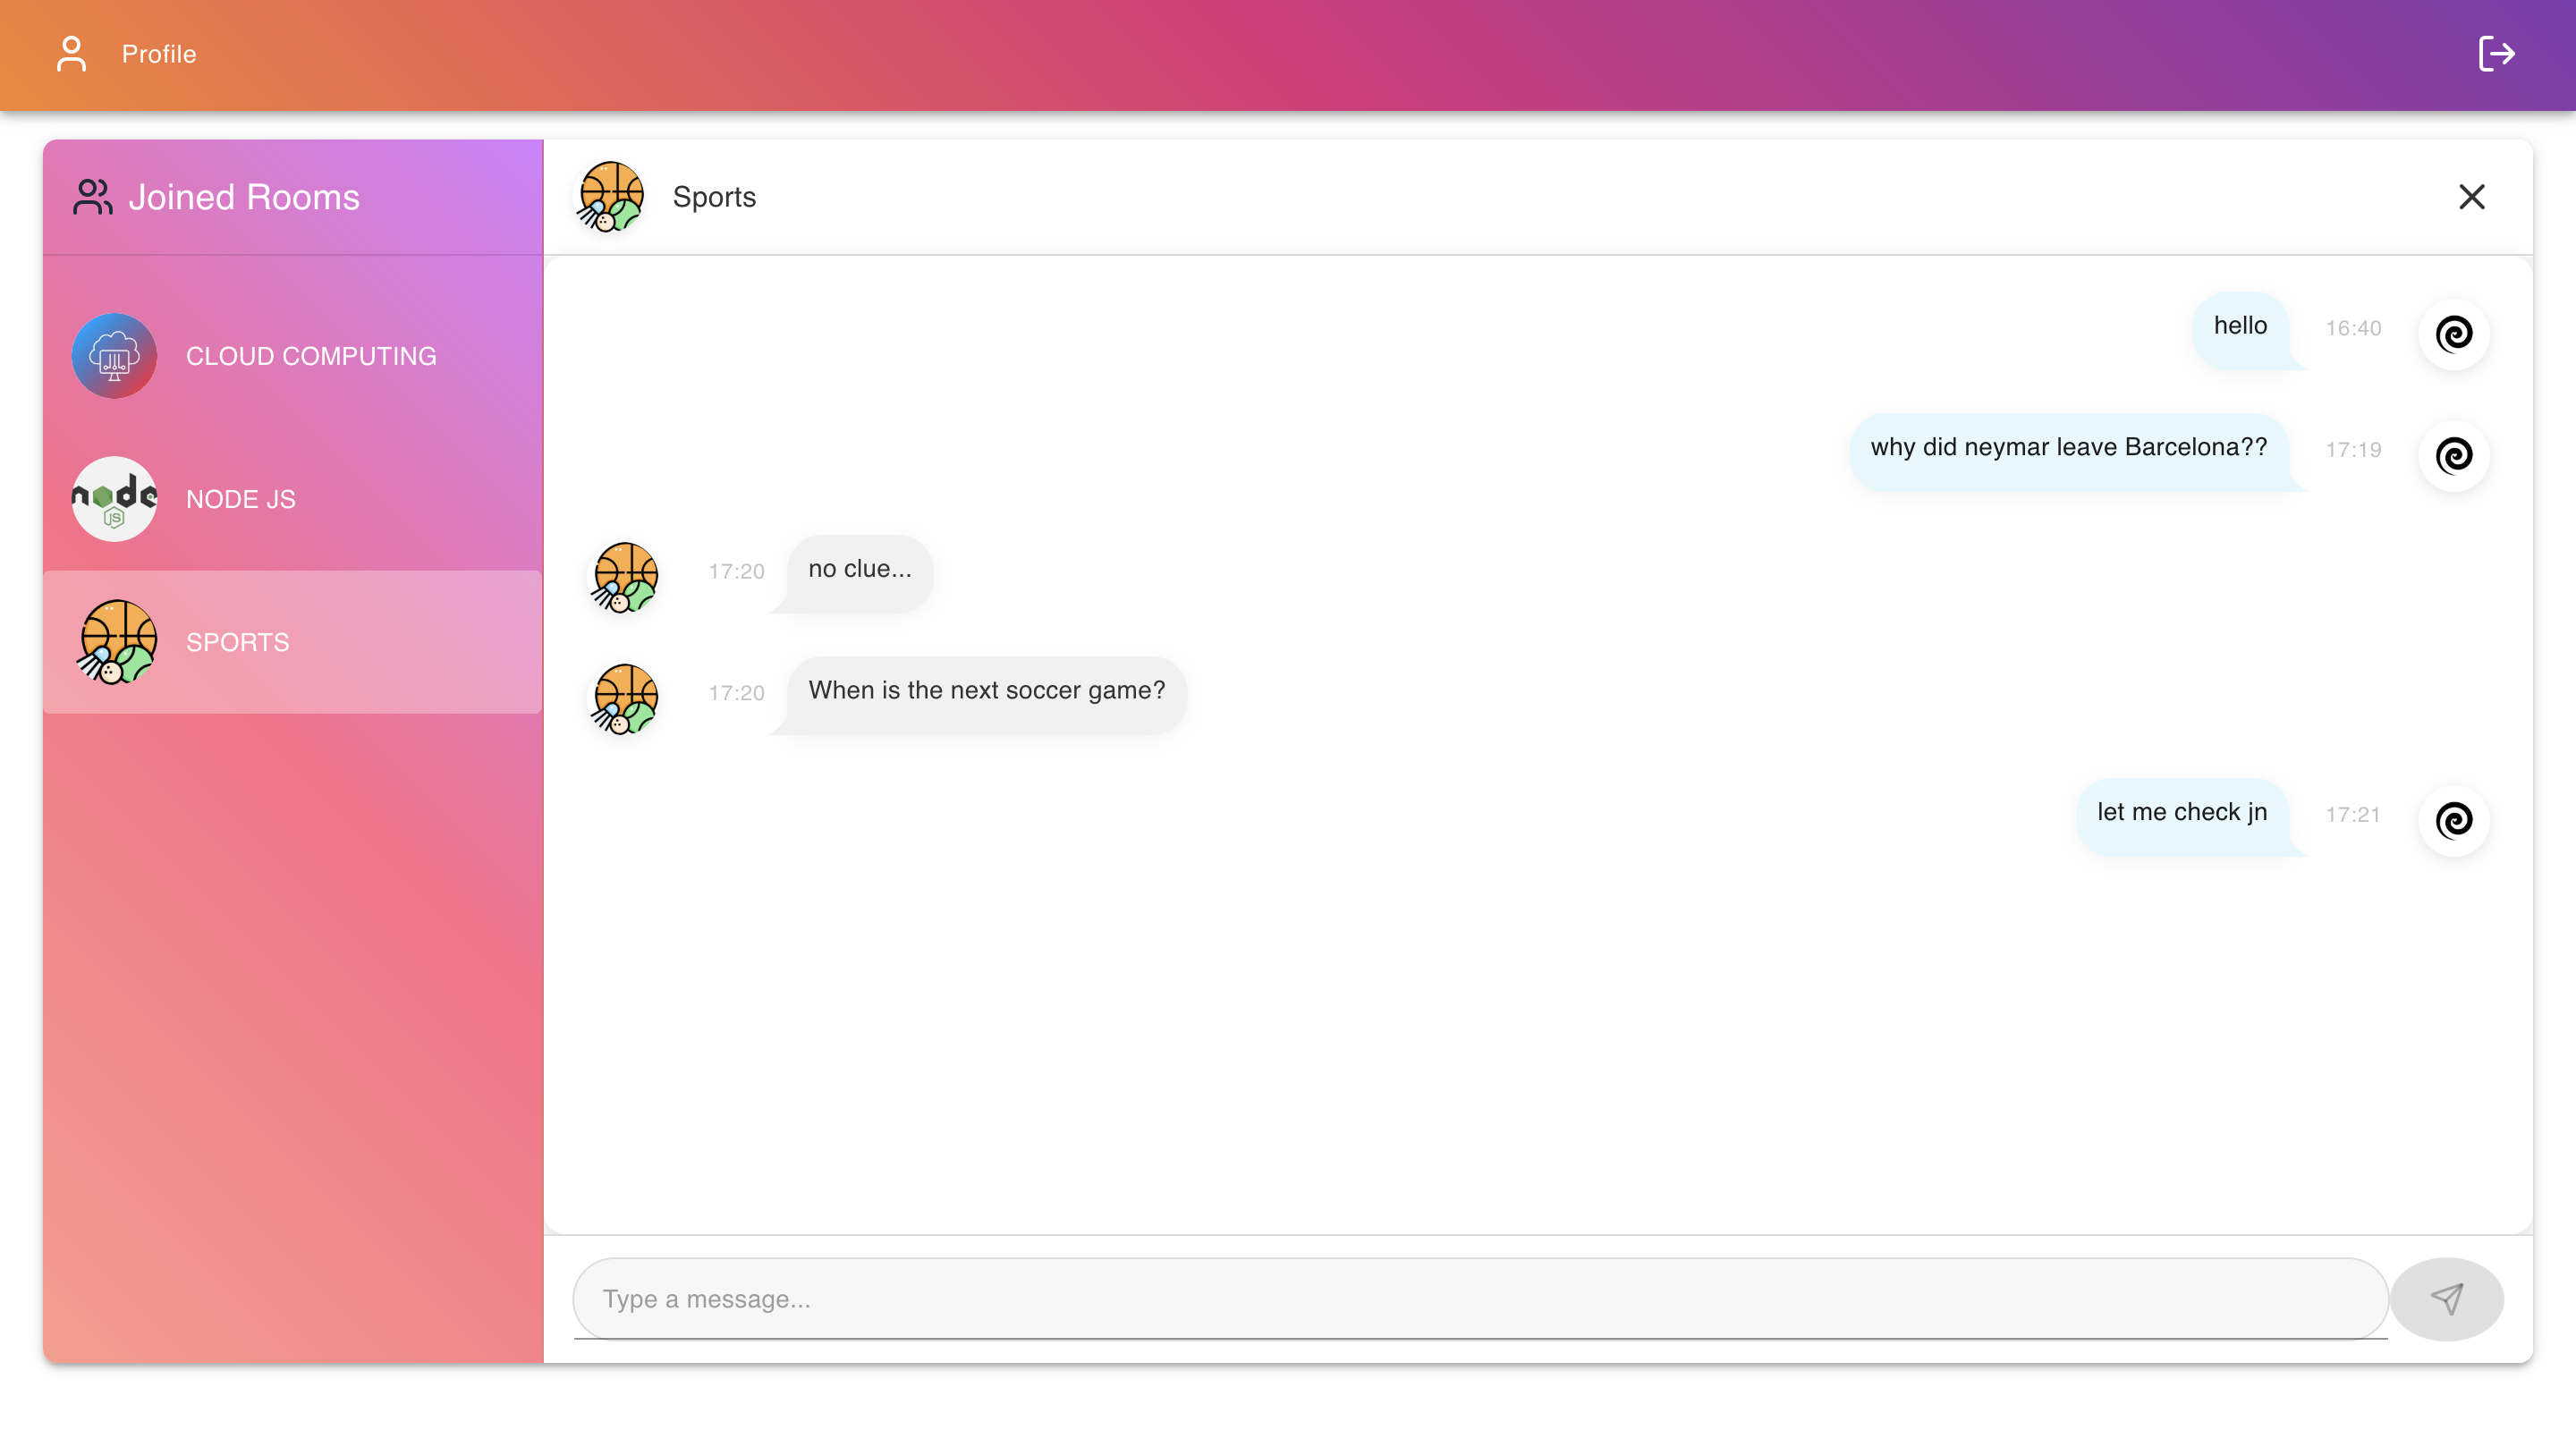 Profile
Joined Rooms
Sports
CLOUD COMPUTING
node
JS
NODE JS
SPORTS
hello
16:40
why did neymar leave Barcelona??
17:19
17:20
no clue...
17:20
When is the next soccer game?
let me check jn
17:21
Type a message...